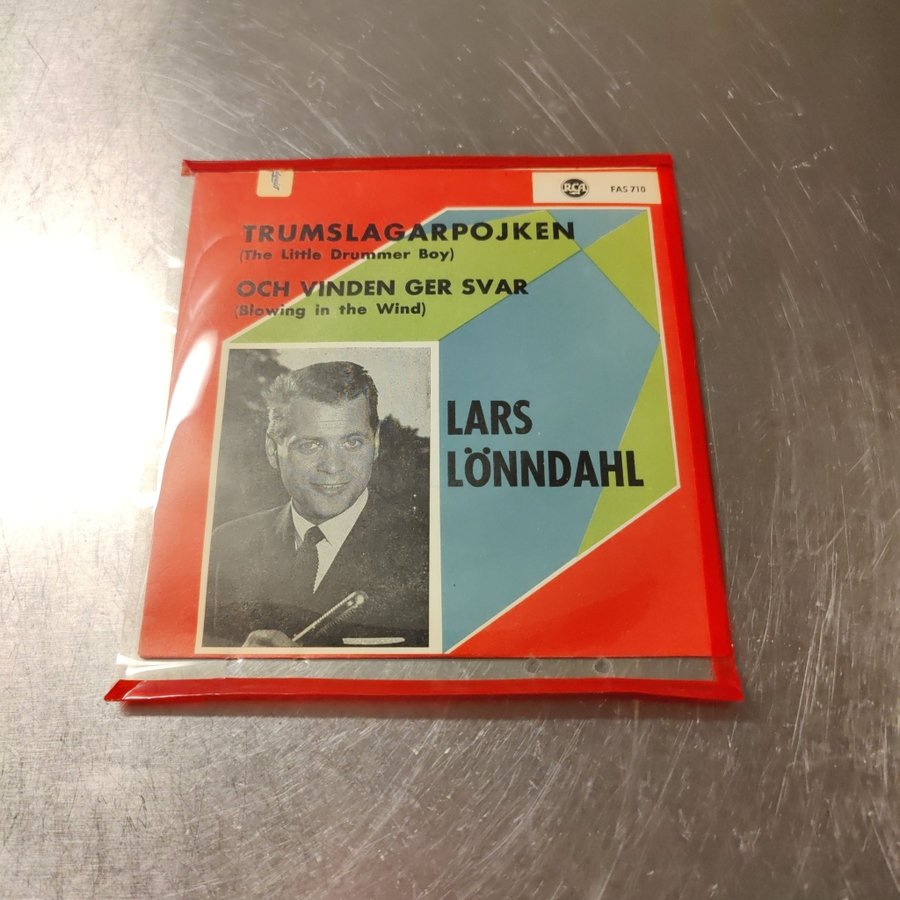 RCA
FAS 710
TRUMSLAGARPOJKEN
(The Little Drummer Boy)
OCH VINDEN GER SVAR
(Blowing in the Wind)
LARS
LÖNNDAHL